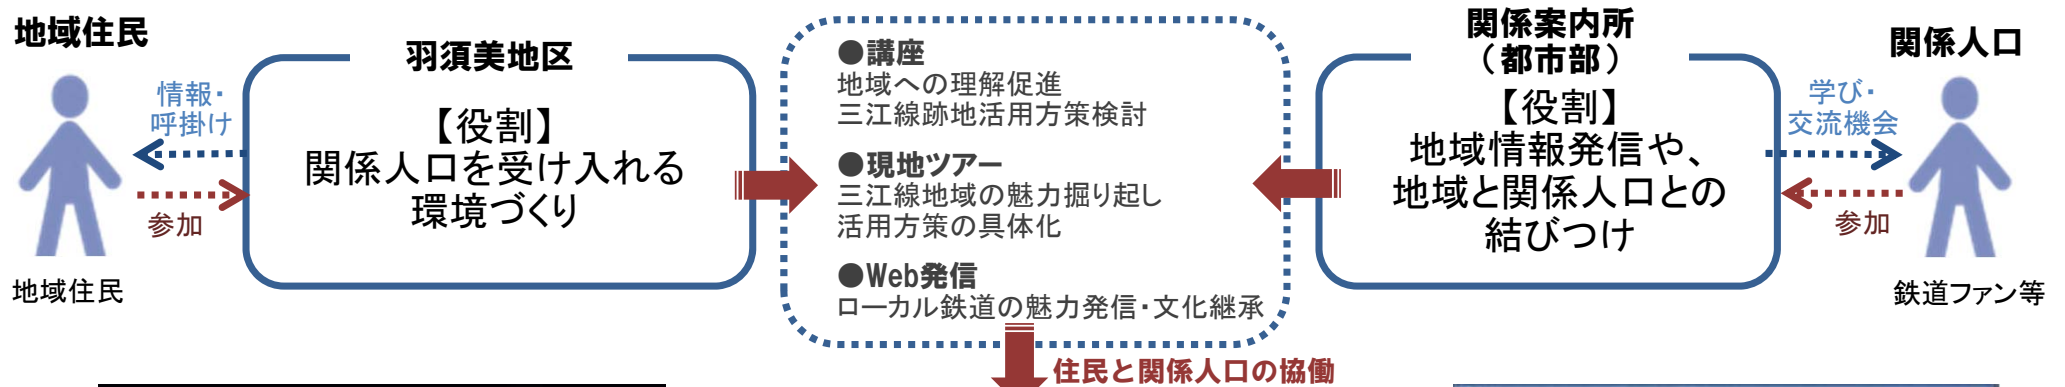 地域住民
情報・
呼掛け
参加
地域住民
羽須美地区
【役割】
関係人口を受け入れる
環境づくり
●講座
地域への理解促進
三江線跡地活用方策検討
●現地ツアー
三江線地域の魅力掘り起し
活用方策の具体化
●Web発信
ローカル鉄道の魅力発信・文化継承
住民と関係人口の協働
関係案内所
（都市部）
【役割】
地域情報発信や、
地域と関係人口との
結びつけ
関係人口
学び・
交流機会
参加
鉄道ファン等